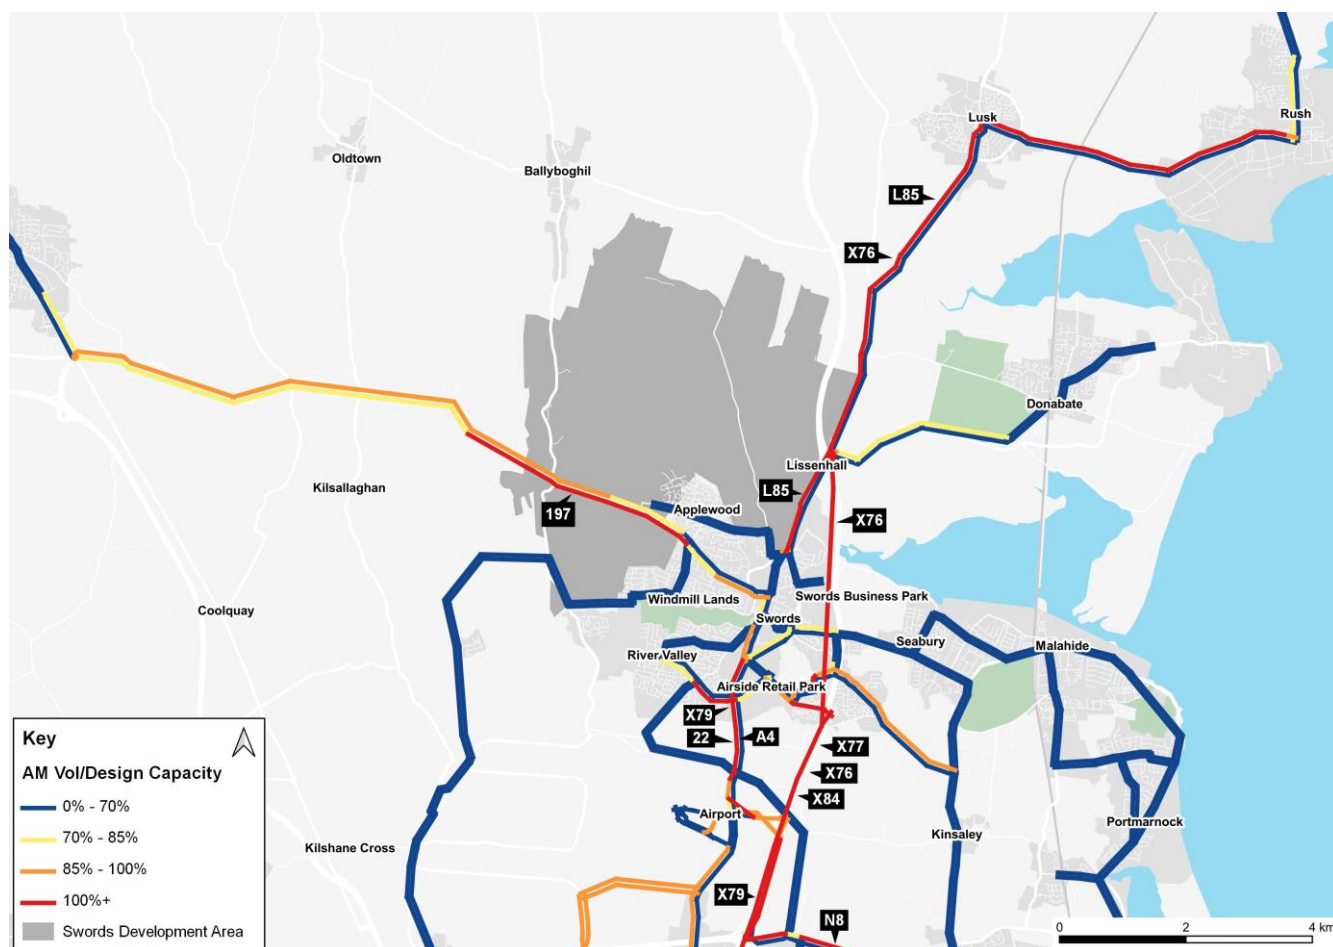 Lusk
Rush
Oldtown
Ballyboghil
L85
X76
Donabate
Lissenhall
L85
Kilsallaghan
197
Applewood
X76
Swords Business Park
Windmill Lands
Coolquay
Swords
Seabury
Malahide
River Valley
Airside Retail Park
X79
22
A4
X77
X76
X84
Airport
Kinsaley
Portmarnock
Kilshane Cross
X79
N8
Key
AM Vol/Design Capacity
0% - 70%
70% - 85%
85% - 100%
100%+
Swords Development Area
0 2 4 km